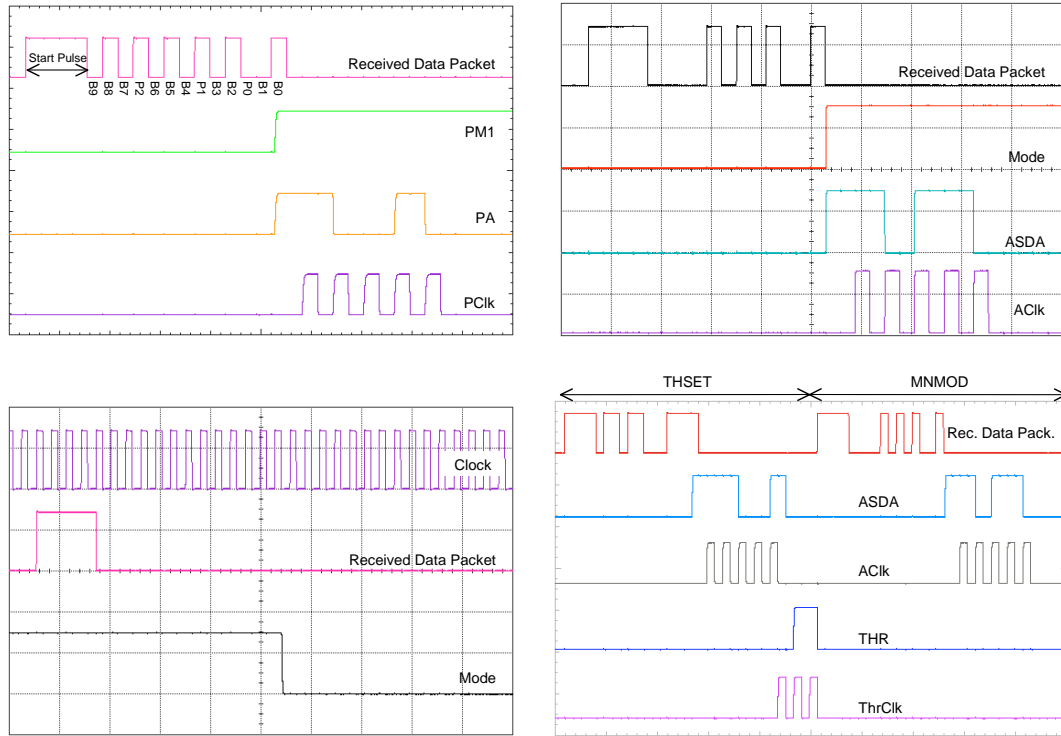 Start Pulse
Received Data Packet
B9 B8 B7 P2 B6 B5 B4 P1 B3 B2 P0 B1 B0
PM1
PA
PClk
Received Data Packet
Mode
ASDA
AClk
Clock
Received Data Packet
Mode
THSET MNMOD
Rec. Data Pack.
ASDA
AClk
THR
ThrClk